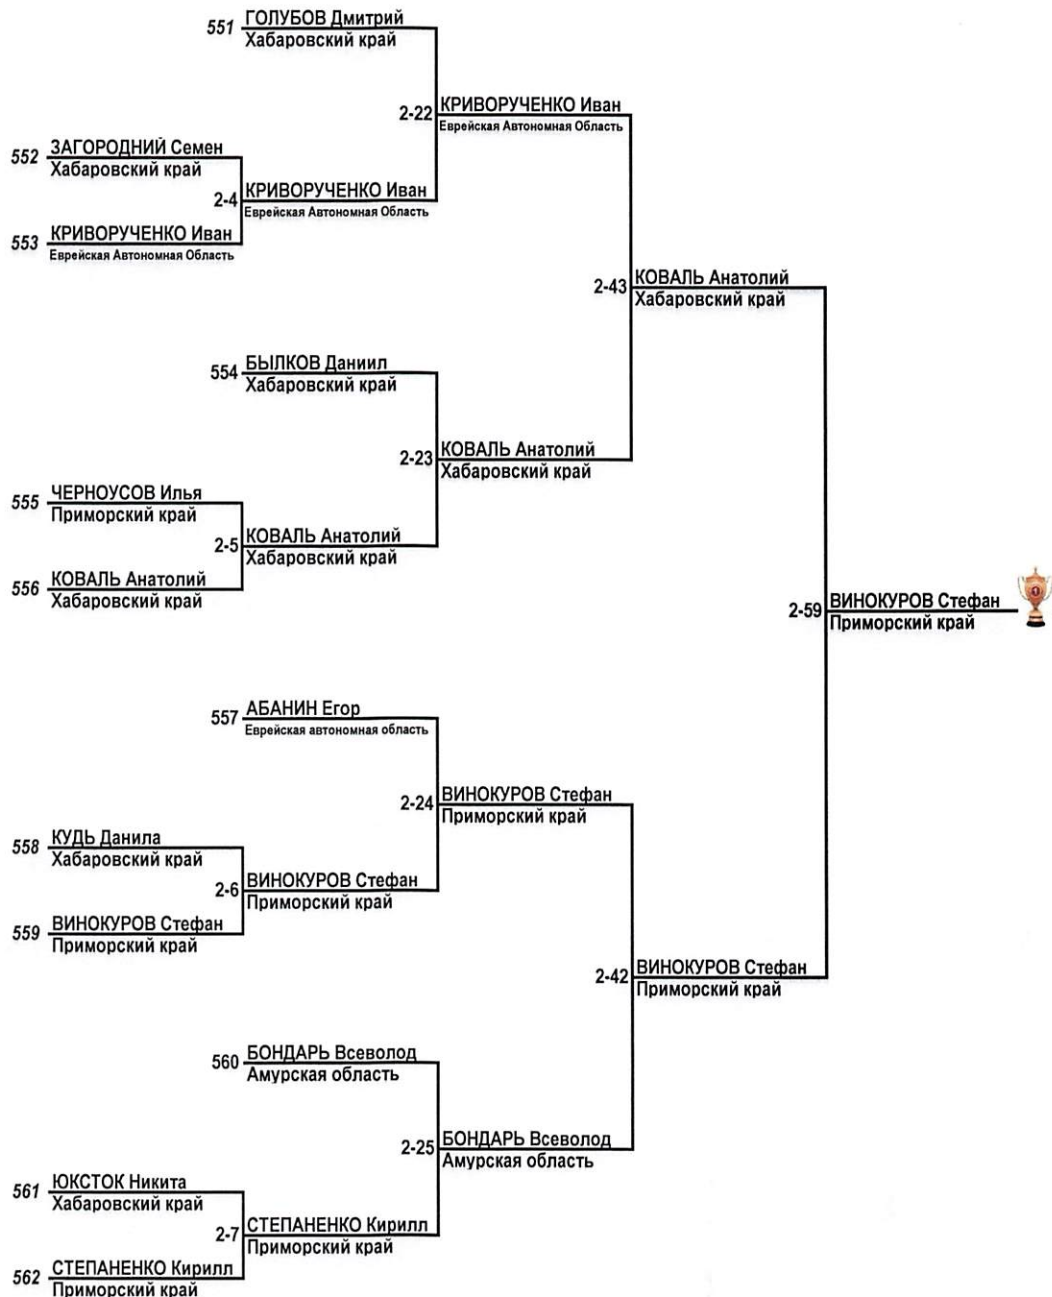 551 ГОЛУБОВ Дмитрий
Хабаровский край
2-22 КРИВОРУЧЕНКО Иван
Еврейская Автономная Область
552 ЗАГОРОДНИЙ Семен
Хабаровский край
2-4 КРИВОРУЧЕНКО Иван
Еврейская Автономная Область
553 КРИВОРУЧЕНКО Иван
Еврейская Автономная Область
2-43 КОВАЛЬ Анатолий
Хабаровский край
554 БЫЛКОВ Даниил
Хабаровский край
2-23 КОВАЛЬ Анатолий
Хабаровский край
555 ЧЕРНОУСОВ Илья
Приморский край
2-5 КОВАЛЬ Анатолий
Хабаровский край
556 КОВАЛЬ Анатолий
Хабаровский край
2-59 ВИНОКУРОВ Стефан
Приморский край
557 АБАНИН Егор
Еврейская автономная область
2-24 ВИНОКУРОВ Стефан
Приморский край
558 КУДЬ Данила
Хабаровский край
2-6 ВИНОКУРОВ Стефан
Приморский край
559 ВИНОКУРОВ Стефан
Приморский край
2-42 ВИНОКУРОВ Стефан
Приморский край
560 БОНДАРЬ Всеволод
Амурская область
2-25 БОНДАРЬ Всеволод
Амурская область
561 ЮКСТОК Никита
Хабаровский край
2-7 СТЕПАНЕНКО Кирилл
Приморский край
562 СТЕПАНЕНКО Кирилл
Приморский край